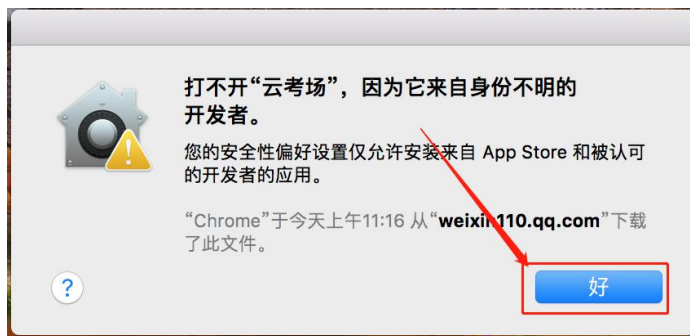 打不开“云考场”，因为它来自身份不明的
开发者。
您的安全性偏好设置仅允许安装来自 App Store 和被认可
的开发者的应用。
“Chrome”于今天上午11:16 从“weixin110.qq.com”下载
了此文件。
?
好